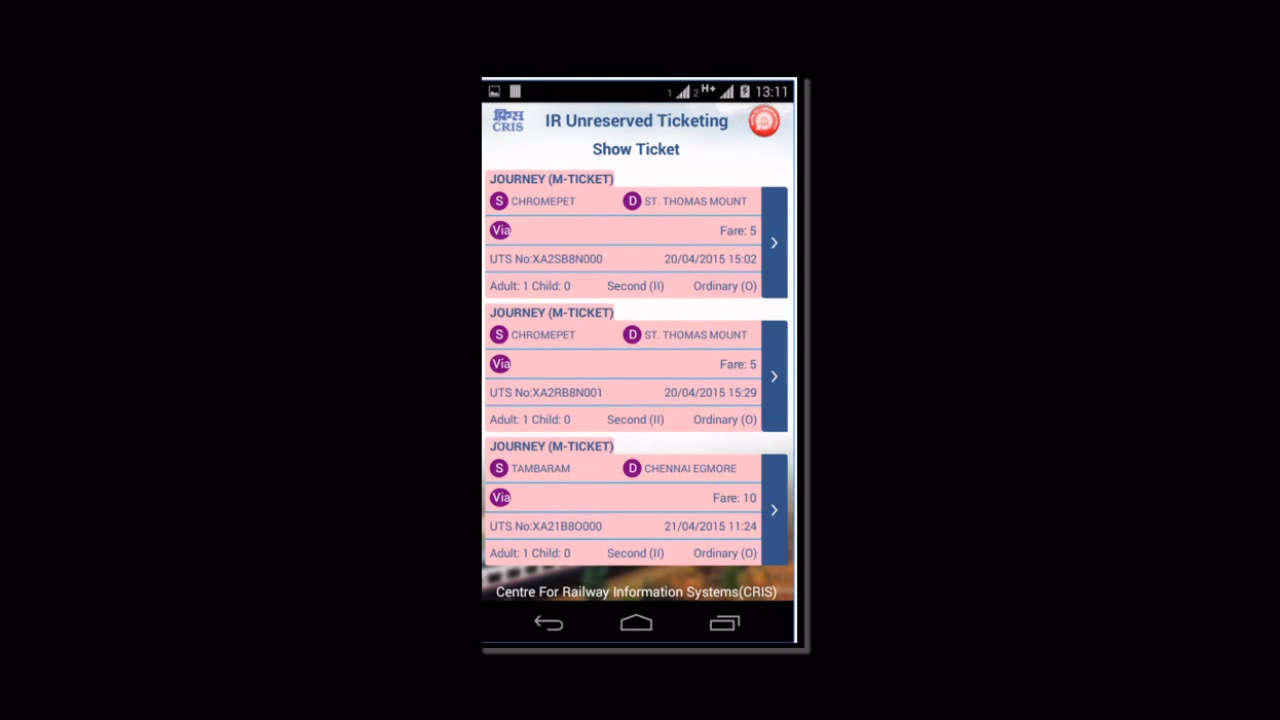 1 2 H+ 13:11
क्रिस
CRIS
IR Unreserved Ticketing
Show Ticket
JOURNEY (M-TICKET)
S CHROMEPET D ST. THOMAS MOUNT
Via Fare: 5
UTS No:XA2SB8N000 20/04/2015 15:02
Adult: 1 Child: 0 Second (II) Ordinary (O)
JOURNEY (M-TICKET)
S CHROMEPET D ST. THOMAS MOUNT
Via Fare: 5
UTS No:XA2RB8N001 20/04/2015 15:29
Adult: 1 Child: 0 Second (II) Ordinary (O)
JOURNEY (M-TICKET)
S TAMBARAM D CHENNAI EGMORE
Via Fare: 10
UTS No:XA21B8O000 21/04/2015 11:24
Adult: 1 Child: 0 Second (II) Ordinary (O)
Centre For Railway Information Systems(CRIS)